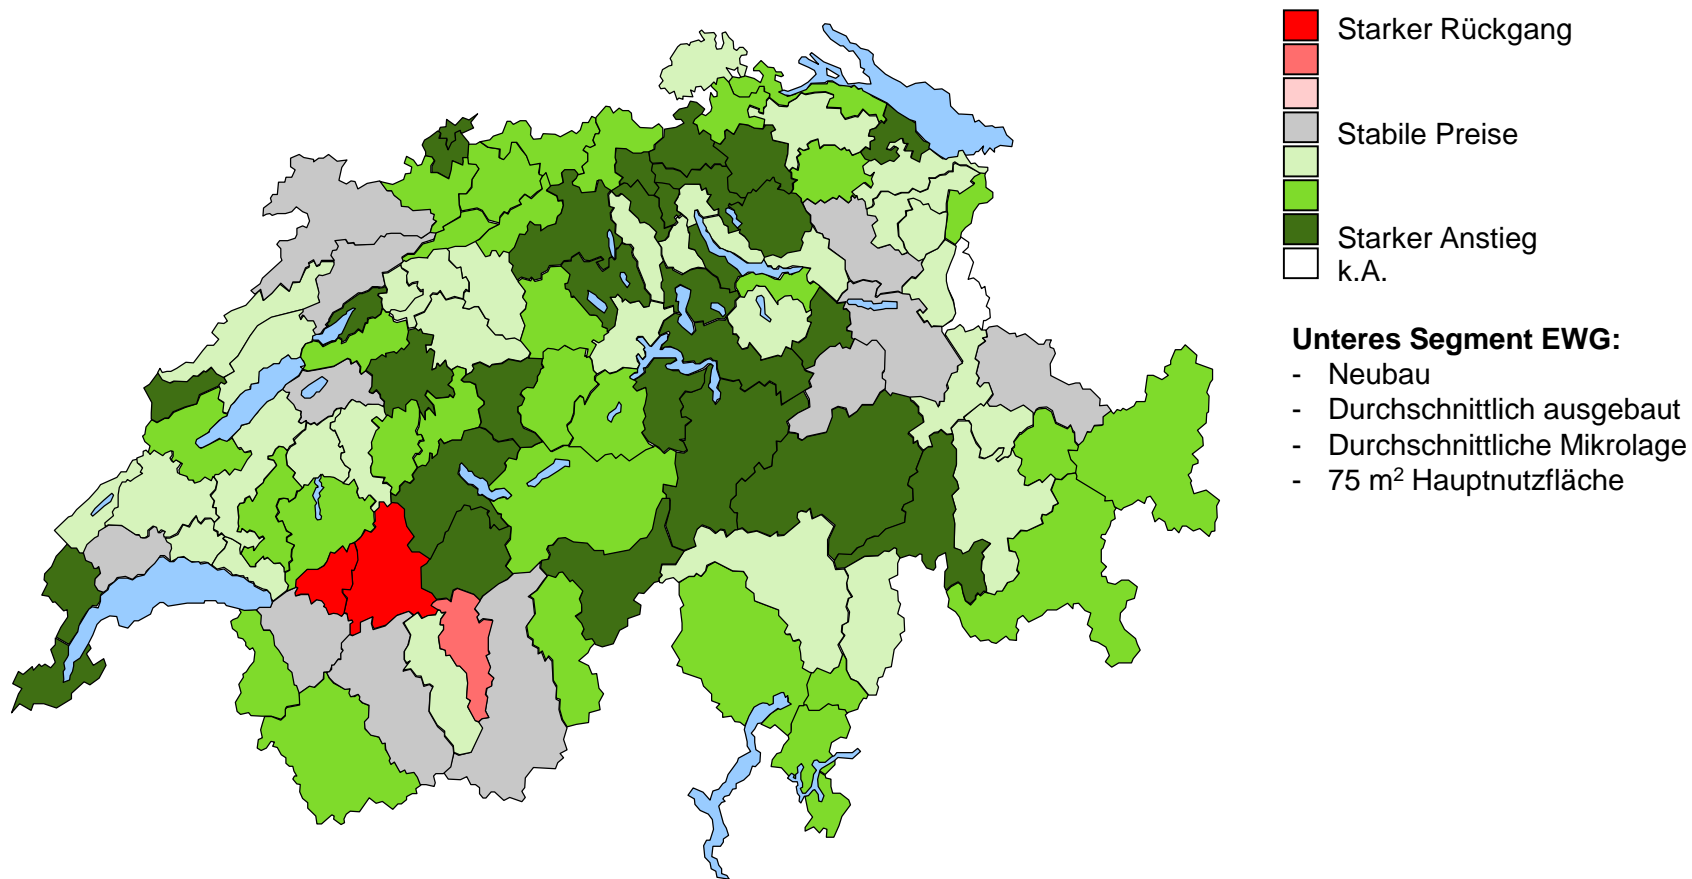 Starker Rückgang
Stabile Preise
Starker Anstieg
k.A.
Unteres Segment EWG:
- Neubau
- Durchschnittlich ausgebaut
- Durchschnittliche Mikrolage
- 75 m² Hauptnutzfläche